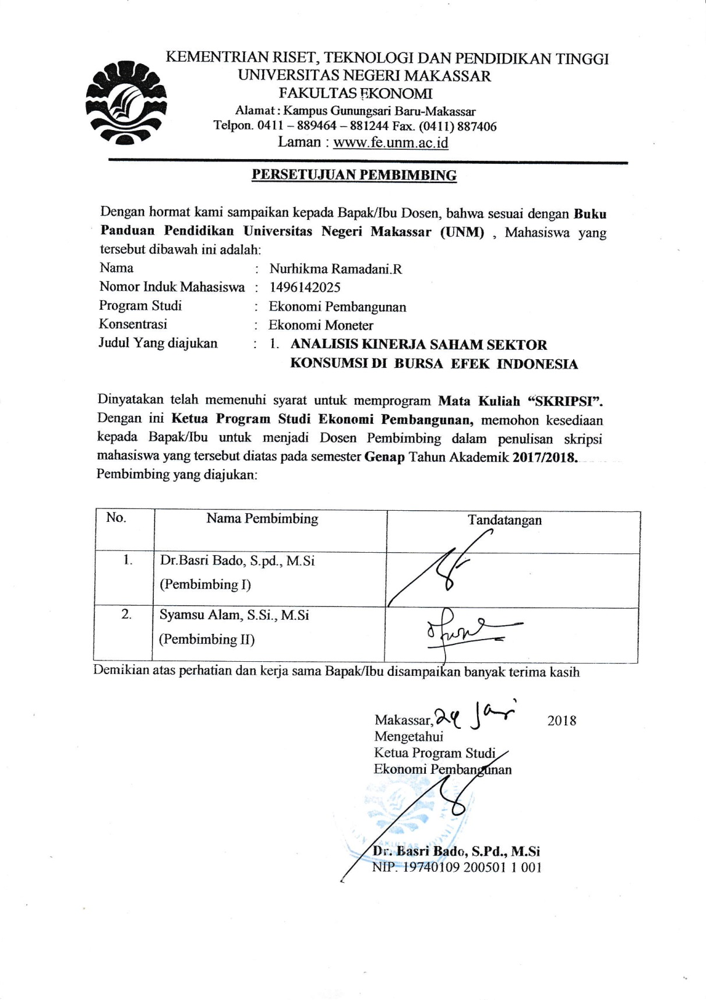 KEMENTRIAN RISET, TEKNOLOGI DAN PENDIDIKAN TINGGI
UNIVERSITAS NEGERI MAKASSAR
FAKULTAS EKONOMI
Alamat : Kampus Gunungsari Baru-Makassar
Telpon. 0411 – 889464 – 881244 Fax. (0411) 887406
Laman : www.fe.unm.ac.id
PERSETUJUAN PEMBIMBING
Dengan hormat kami sampaikan kepada Bapak/Ibu Dosen, bahwa sesuai dengan Buku
Panduan Pendidikan Universitas Negeri Makassar (UNM) , Mahasiswa yang
tersebut dibawah ini adalah:
Nama : Nurhikma Ramadani.R
Nomor Induk Mahasiswa : 1496142025
Program Studi : Ekonomi Pembangunan
Konsentrasi : Ekonomi Moneter
Judul Yang diajukan : 1. ANALISIS KINERJA SAHAM SEKTOR
KONSUMSI DI BURSA EFEK INDONESIA
Dinyatakan telah memenuhi syarat untuk memprogram Mata Kuliah “SKRIPSI”.
Dengan ini Ketua Program Studi Ekonomi Pembangunan, memohon kesediaan
kepada Bapak/Ibu untuk menjadi Dosen Pembimbing dalam penulisan skripsi
mahasiswa yang tersebut diatas pada semester Genap Tahun Akademik 2017/2018.
Pembimbing yang diajukan:
No. Nama Pembimbing Tandatangan
1. Dr.Basri Bado, S.pd., M.Si
(Pembimbing I)
2. Syamsu Alam, S.Si., M.Si
(Pembimbing II)
Demikian atas perhatian dan kerja sama Bapak/Ibu disampaikan banyak terima kasih
Makassar, 2018
Mengetahui
Ketua Program Studi
Ekonomi Pembangunan
Dr. Basri Bado, S.Pd., M.Si
NIP. 19740109 200501 1 001